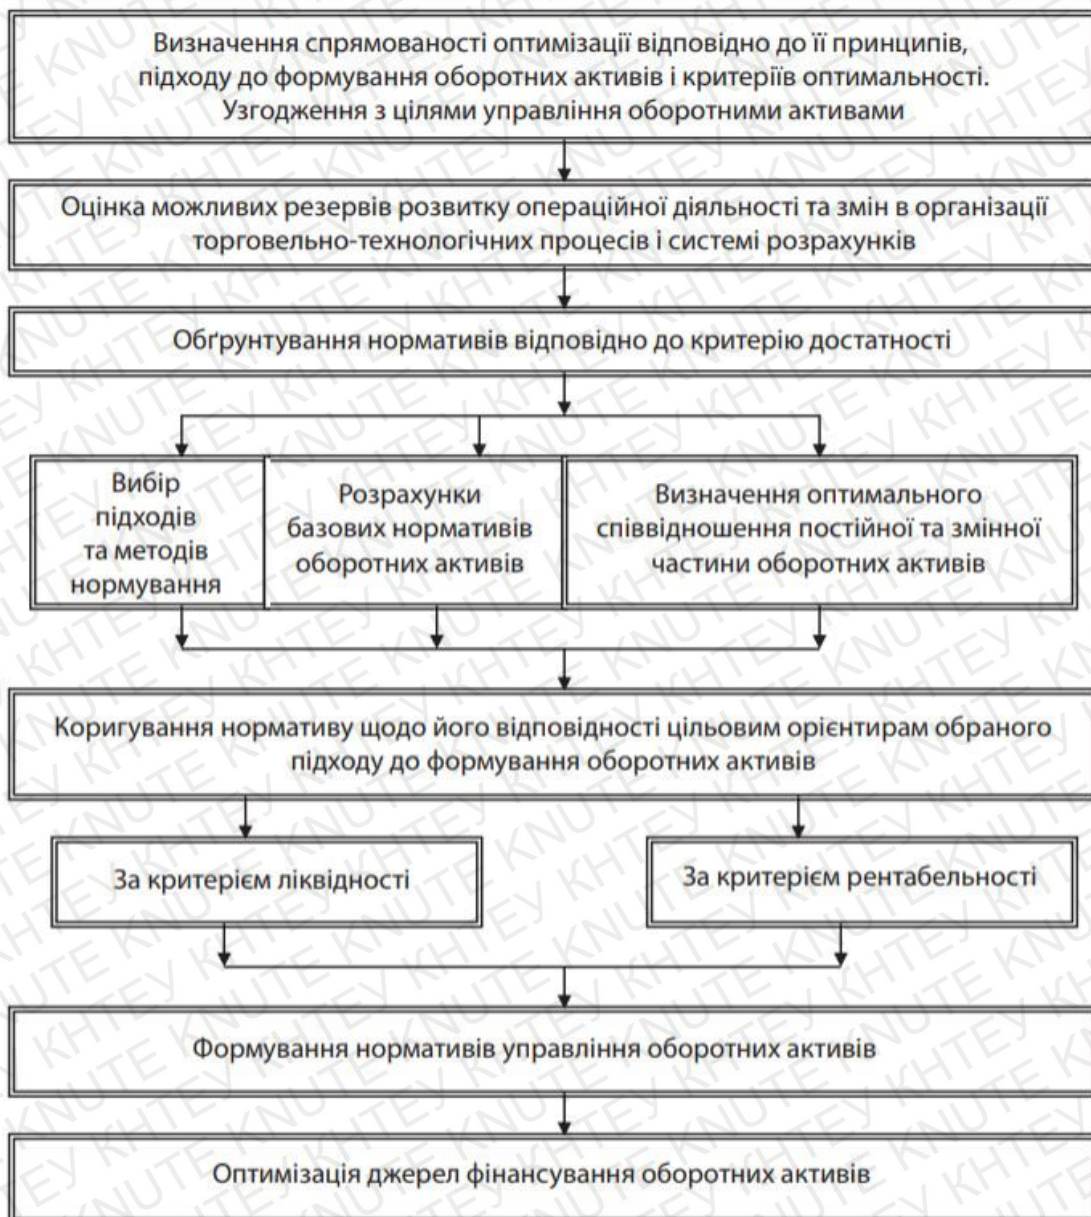 Визначення спрямованості оптимізації відповідно до її принципів,
підходу до формування оборотних активів і критеріїв оптимальності.
Узгодження з цілями управління оборотними активами
Оцінка можливих резервів розвитку операційної діяльності та змін в організації
торговельно-технологічних процесів і системі розрахунків
Обґрунтування нормативів відповідно до критерію достатності
Вибір
підходів
та методів
нормування
Розрахунки
базових нормативів
оборотних активів
Визначення оптимального
співвідношення постійної та змінної
частини оборотних активів
Коригування нормативу щодо його відповідності цільовим орієнтирам обраного
підходу до формування оборотних активів
За критерієм ліквідності
За критерієм рентабельності
Формування нормативів управління оборотних активів
Оптимізація джерел фінансування оборотних активів